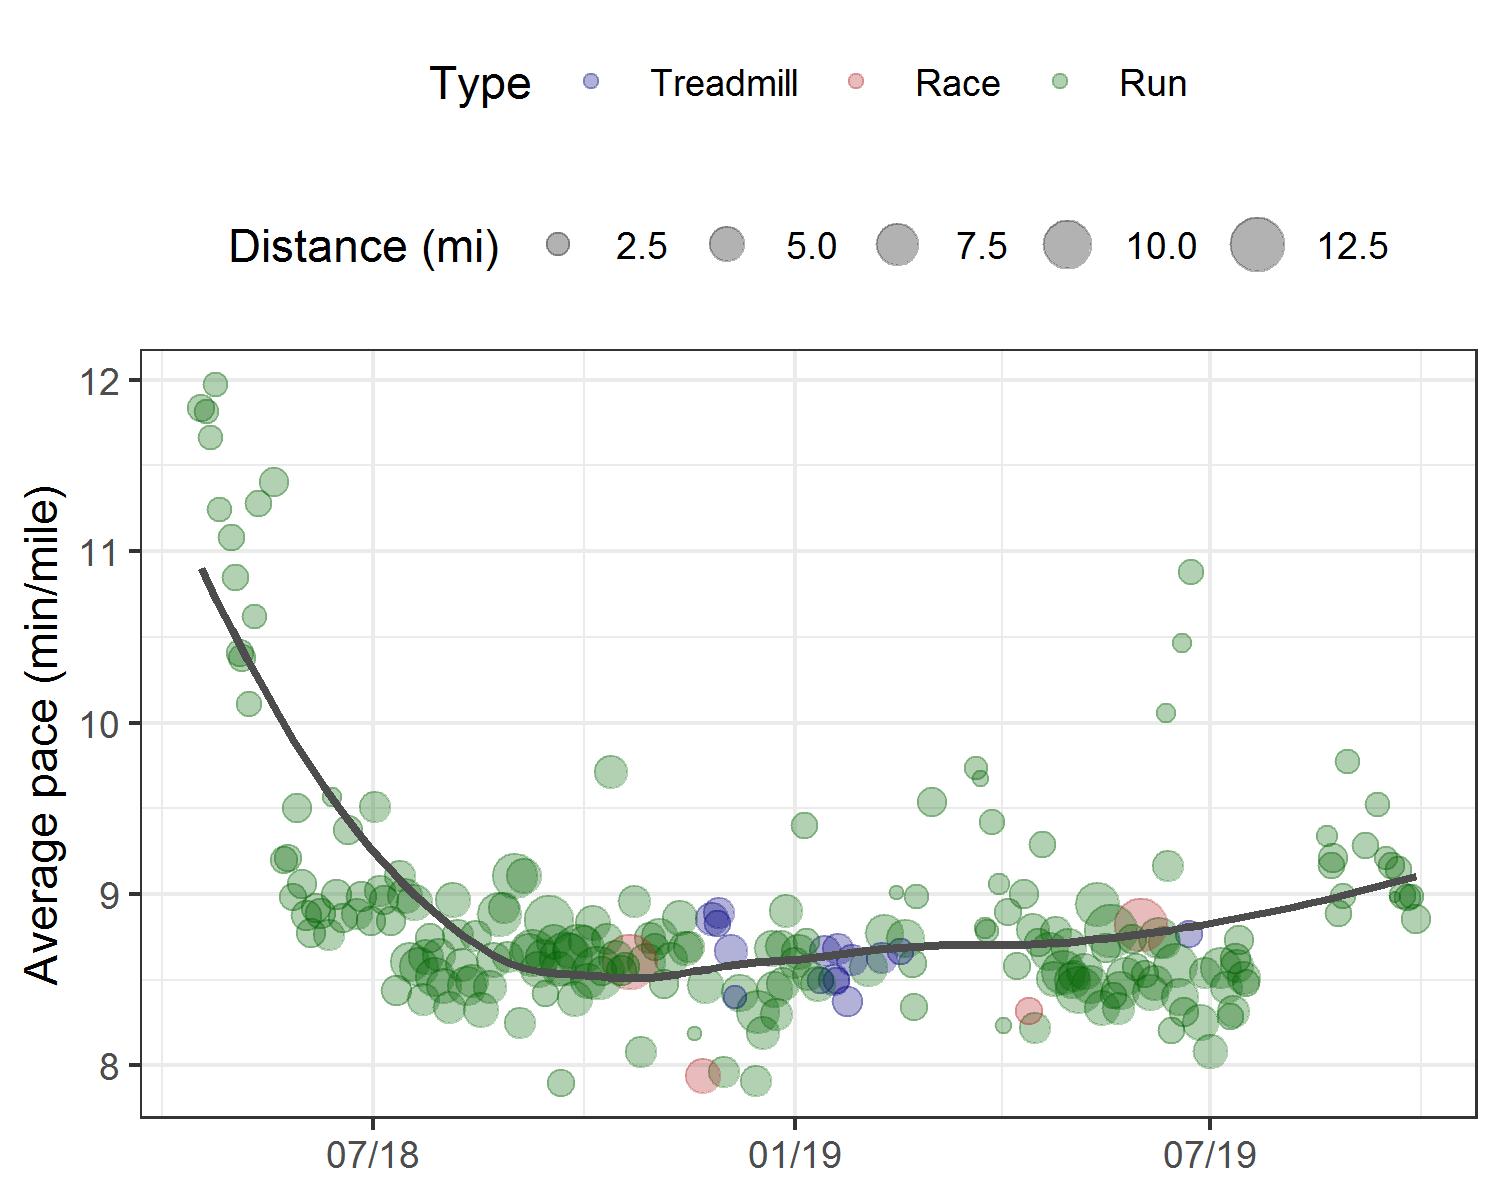 Type Treadmill Race Run
Distance (mi) 2.5 5.0 7.5 10.0 12.5
Average pace (min/mile)
12
11
10
9
8
07/18 01/19 07/19